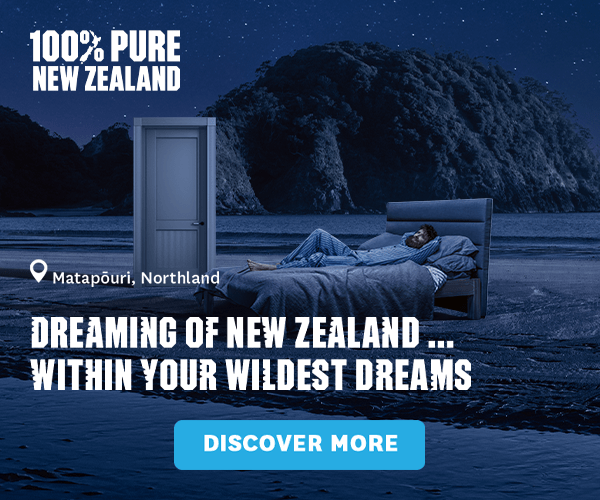 100% PURE
NEW ZEALAND
Matapōuri, Northland
DREAMING OF NEW ZEALAND ...
WITHIN YOUR WILDEST DREAMS
DISCOVER MORE